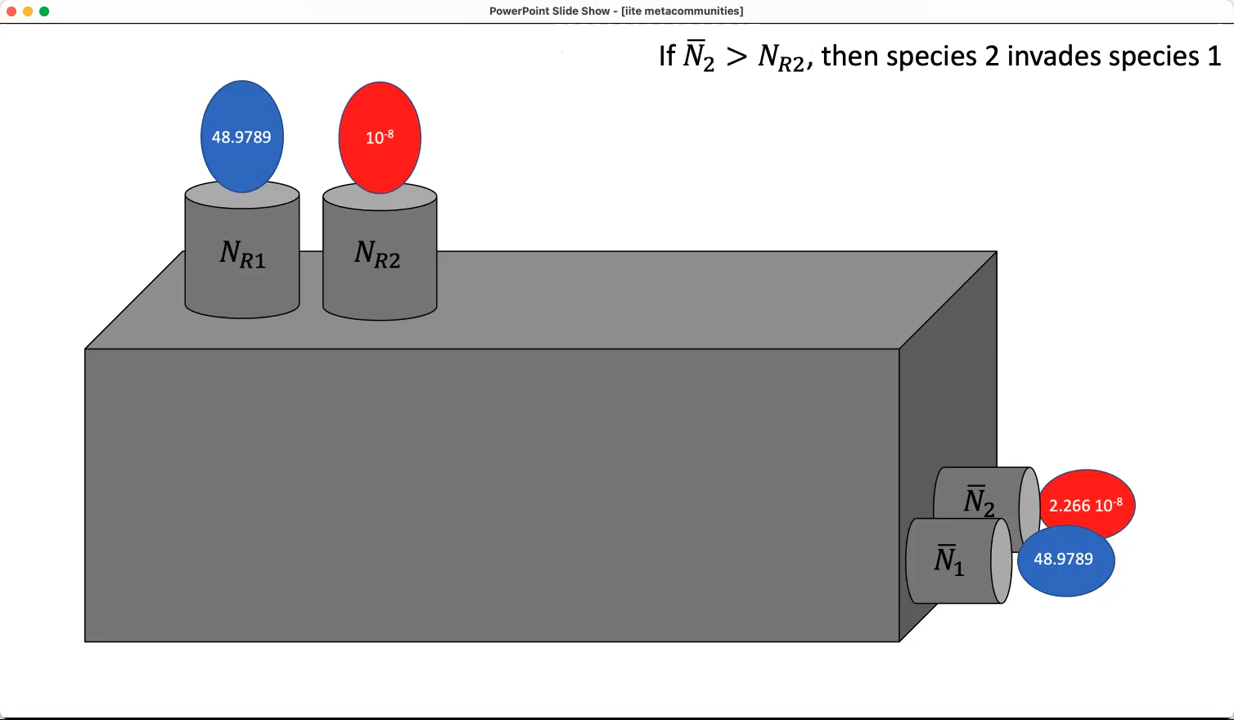 PowerPoint Slide Show - [iite metacommunities]
If N̅₂ > N_R2, then species 2 invades species 1
48.9789
10⁻⁸
N_R1
N_R2
N̅₂
2.266 10⁻⁸
N̅₁
48.9789